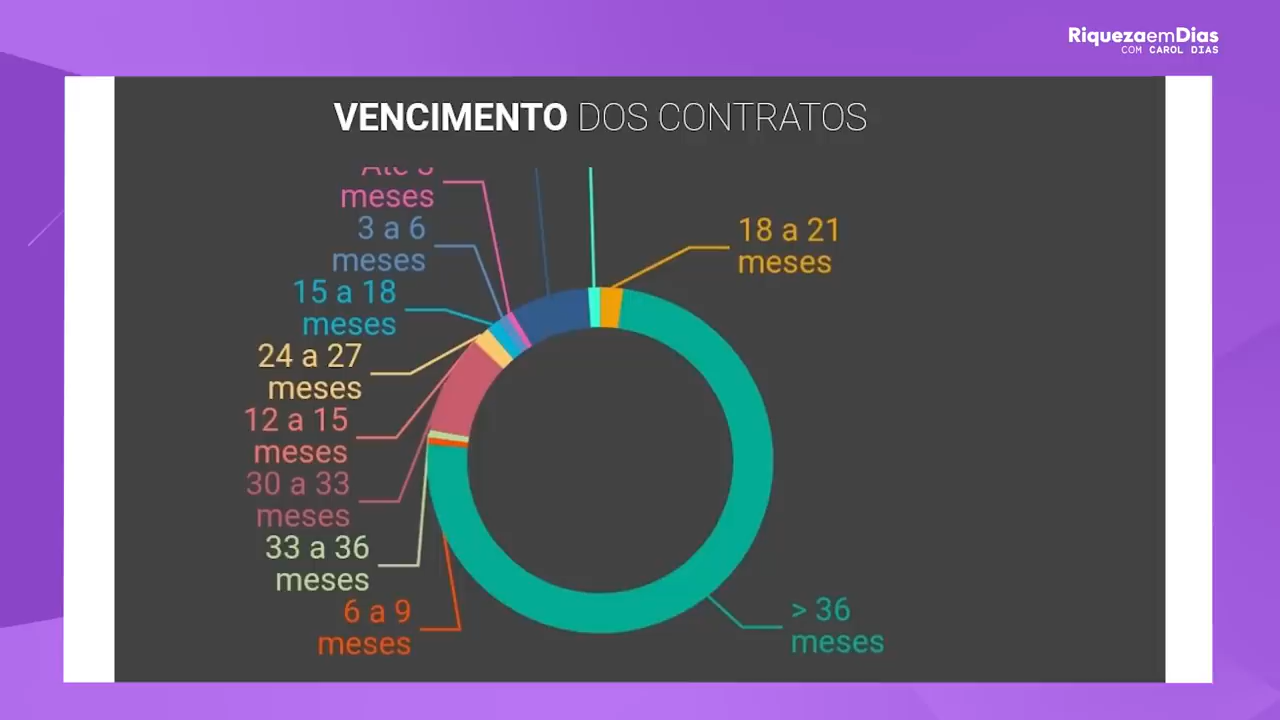 RiquezaemDias
COM CAROL DIAS
VENCIMENTO DOS CONTRATOS
meses
3 a 6
meses
15 a 18
meses
24 a 27
meses
12 a 15
meses
30 a 33
meses
33 a 36
meses
6 a 9
meses
18 a 21
meses
> 36
meses